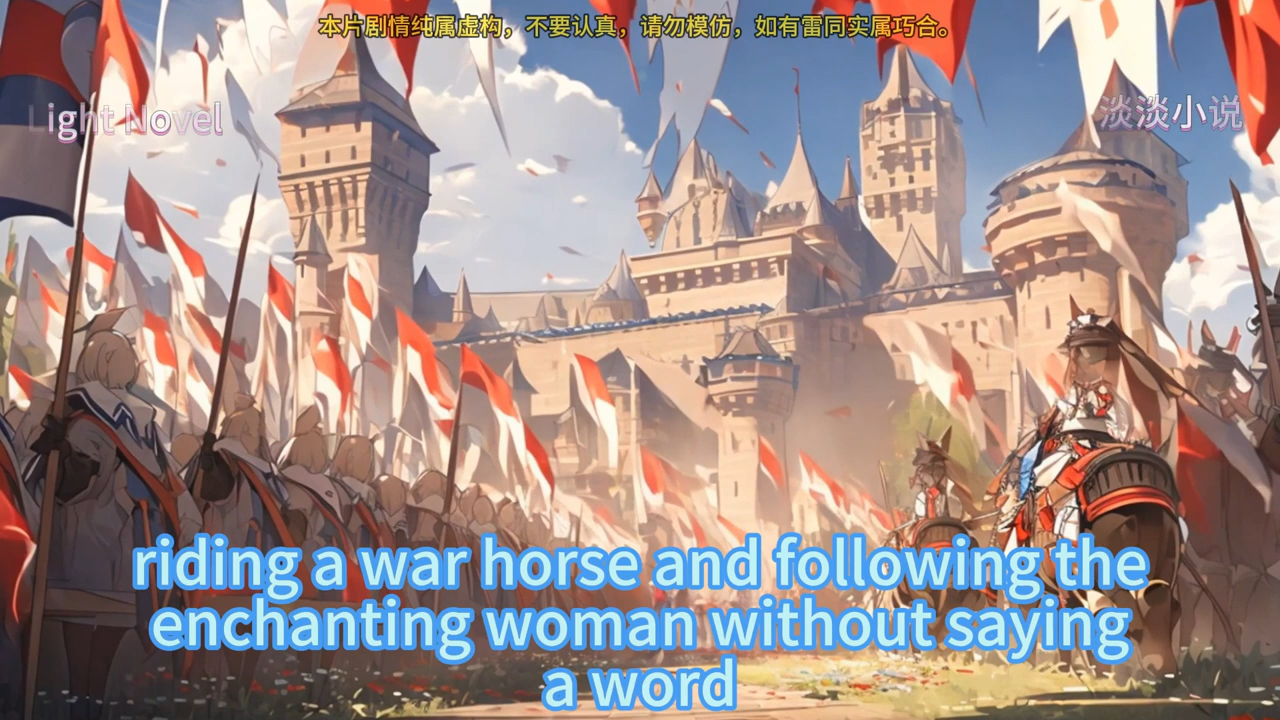 本片剧情纯属虚构，不要认真，请勿模仿，如有雷同实属巧合。
Light Novel
淡淡小说
riding a war horse and following the
enchanting woman without saying
a word